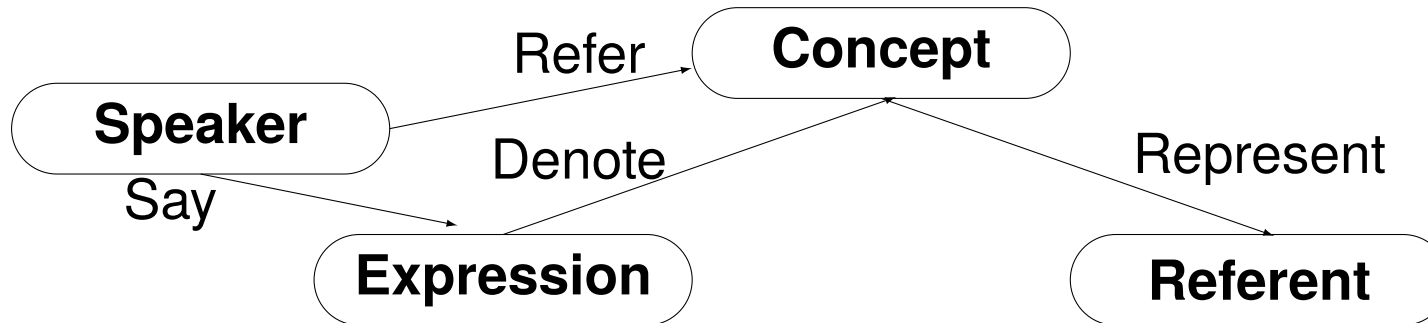 Refer
Concept
Speaker
Denote
Represent
Say
Expression
Referent